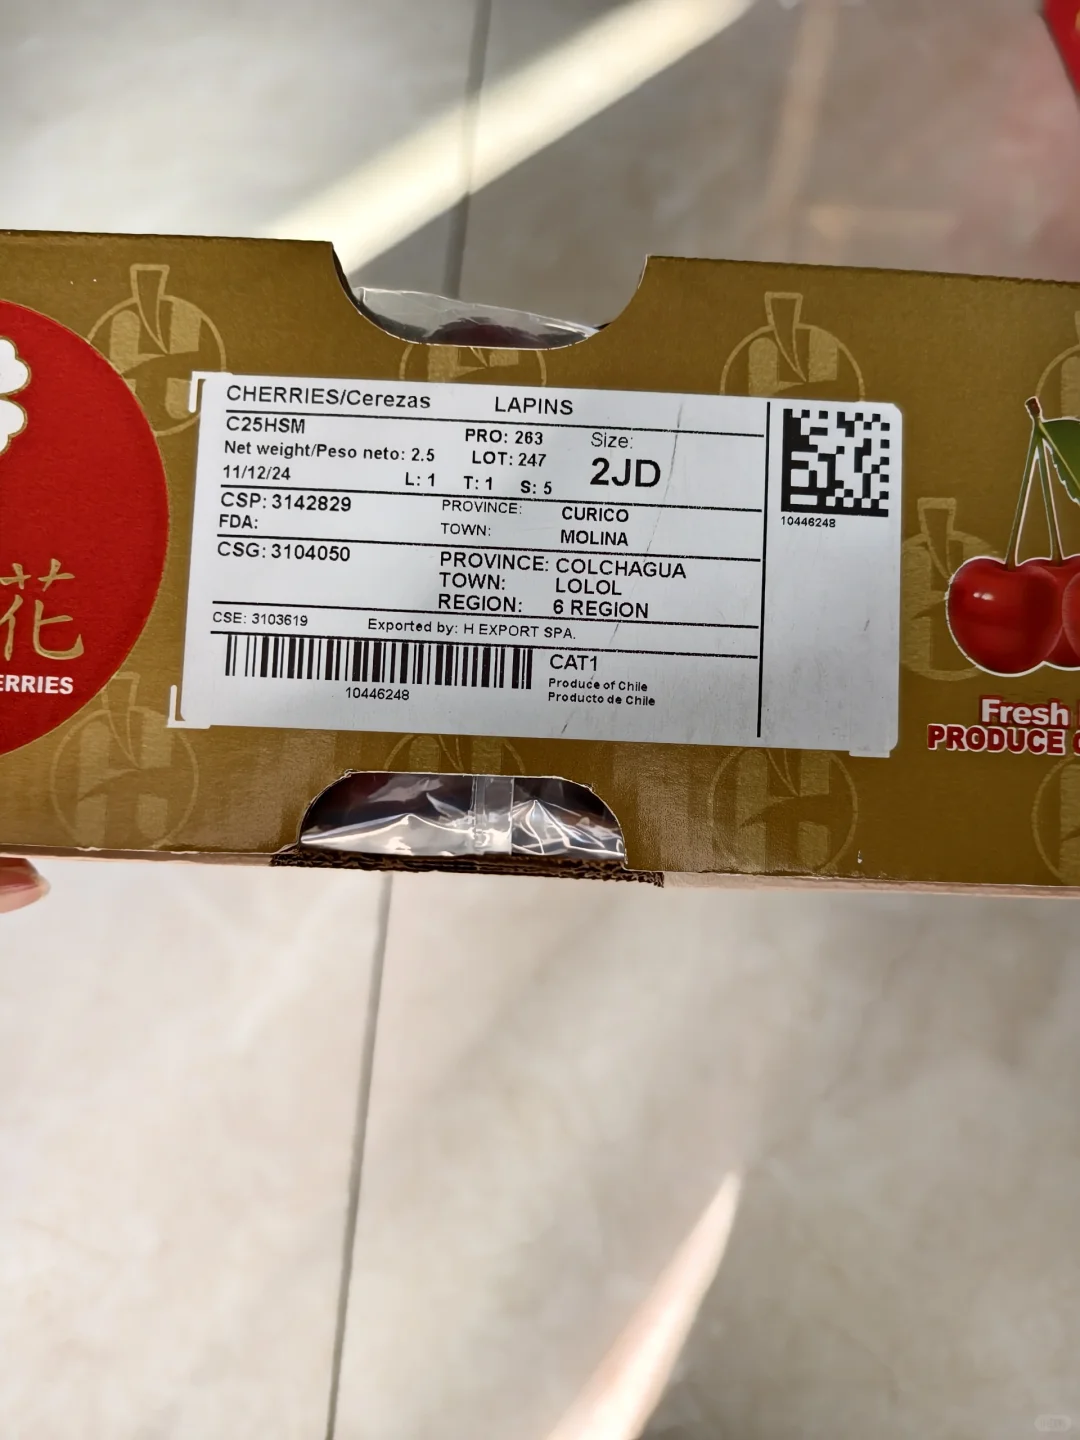 CHERRIES/Cerezas LAPINS
C25HSM PRO: 263 Size:
Net weight/Peso neto: 2.5 LOT: 247 2JD
11/12/24 L: 1 T: 1 S: 5
CSP: 3142829 PROVINCE: CURICO
FDA: TOWN: MOLINA
CSG: 3104050 PROVINCE: COLCHAGUA
TOWN: LOLOL
REGION: 6 REGION
CSE: 3103619 Exported by: H EXPORT SPA.
CAT1
Produce of Chile
Producto de Chile
10446248
10446248
花
ERRIES
Fresh
PRODUCE